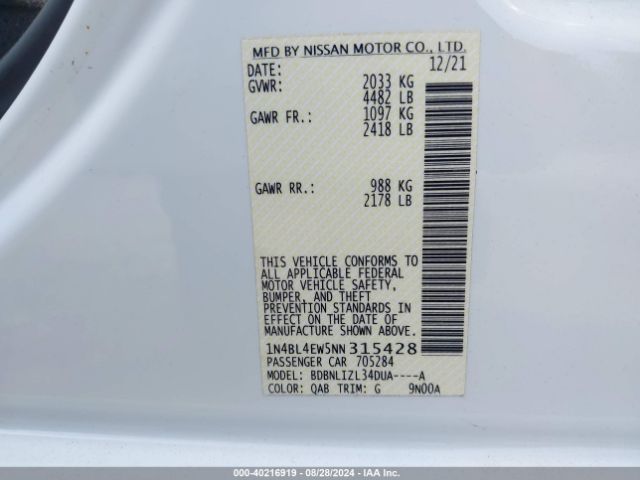 MFD BY NISSAN MOTOR CO., LTD.
DATE: 12/21
GVWR: 2033 KG
4482 LB
GAWR FR.: 1097 KG
2418 LB
GAWR RR.: 988 KG
2178 LB
THIS VEHICLE CONFORMS TO
ALL APPLICABLE FEDERAL
MOTOR VEHICLE SAFETY,
BUMPER, AND THEFT
PREVENTION STANDARDS IN
EFFECT ON THE DATE OF
MANUFACTURE SHOWN ABOVE.
1N4BL4EW5NN315428
PASSENGER CAR 705284
MODEL: BDBNLIZL34DUA----A
COLOR: QAB TRIM: G 9N00A
000-40216919 - 08/28/2024 - IAAI.COM